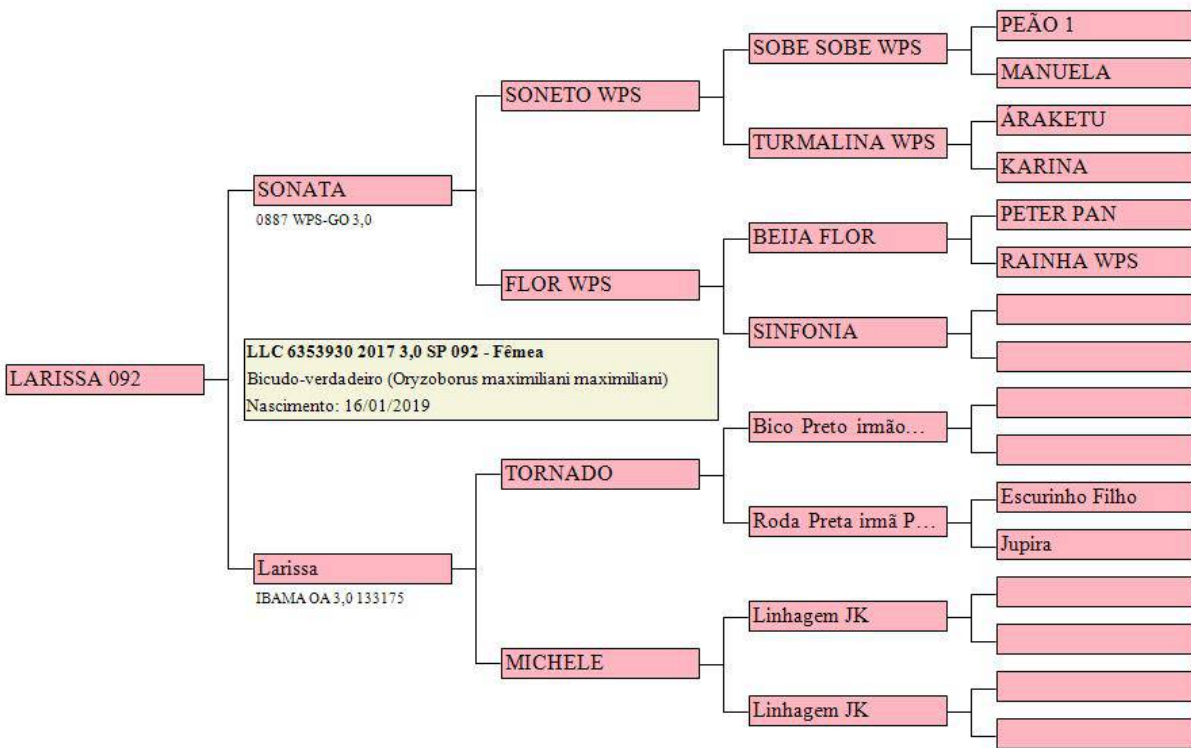 PEÃO 1
SOBE SOBE WPS
MANUELA
SONETO WPS
ÁRAKETU
TURMALINA WPS
KARINA
SONATA
0887 WPS-GO 3,0
PETER PAN
BEIJA FLOR
RAINHA WPS
FLOR WPS
SINFONIA
LARISSA 092
LLC 6353930 2017 3,0 SP 092 - Fêmea
Bicudo-verdadeiro (Oryzoborus maximiliani maximiliani)
Nascimento: 16/01/2019
Bico Preto irmão...
TORNADO
Escurinho Filho
Roda Preta irmã P...
Jupira
Larissa
IBAMA OA 3,0 133175
Linhagem JK
MICHELE
Linhagem JK